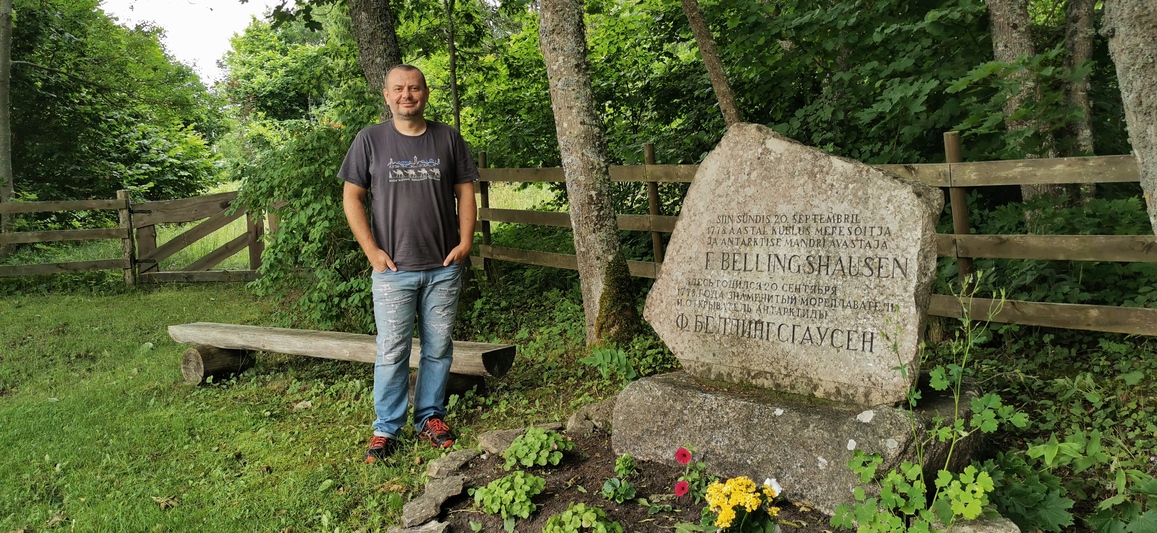 SIIN SÜNDIS 20. SEPTEMBRIL
1778 AASTAL KUULUS MERESÕITJA
JA ANTARKTISE MANDRI AVASTAJA
F. BELLINGSHAUSEN
ЗДЕСЬ РОДИЛСЯ 20 СЕНТЯБРЯ
1778 ГОДА ЗНАМЕНИТЫЙ МОРЕПЛАВАТЕЛЬ
И ОТКРЫВАТЕЛЬ АНТАРКТИДЫ
Ф. БЕЛЛИНГСГАУСЕН